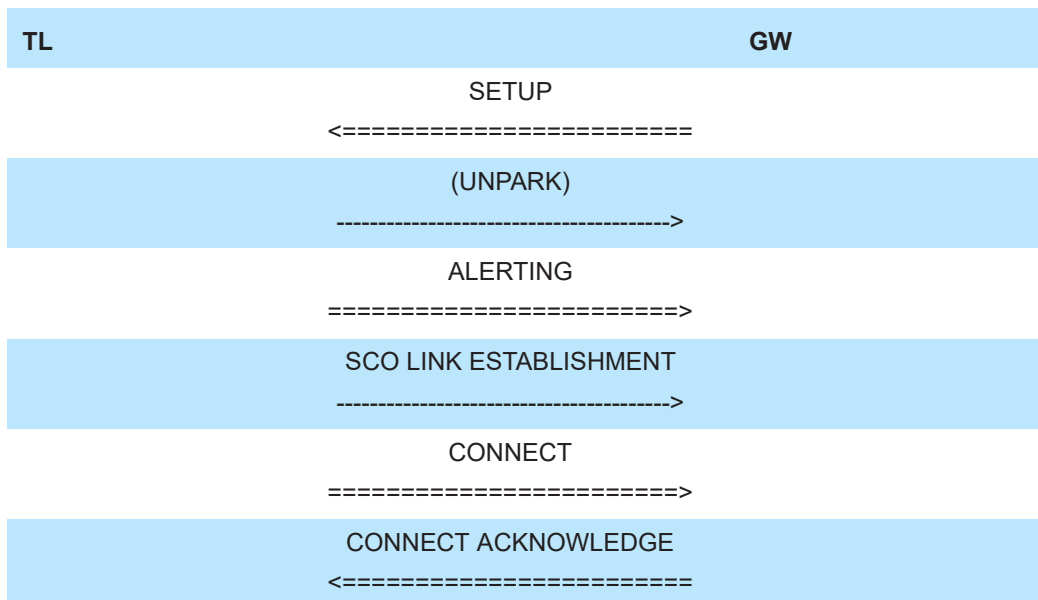 TL GW
SETUP
<========================
(UNPARK)
---------------------------------------->
ALERTING
========================>
SCO LINK ESTABLISHMENT
---------------------------------------->
CONNECT
========================>
CONNECT ACKNOWLEDGE
<========================